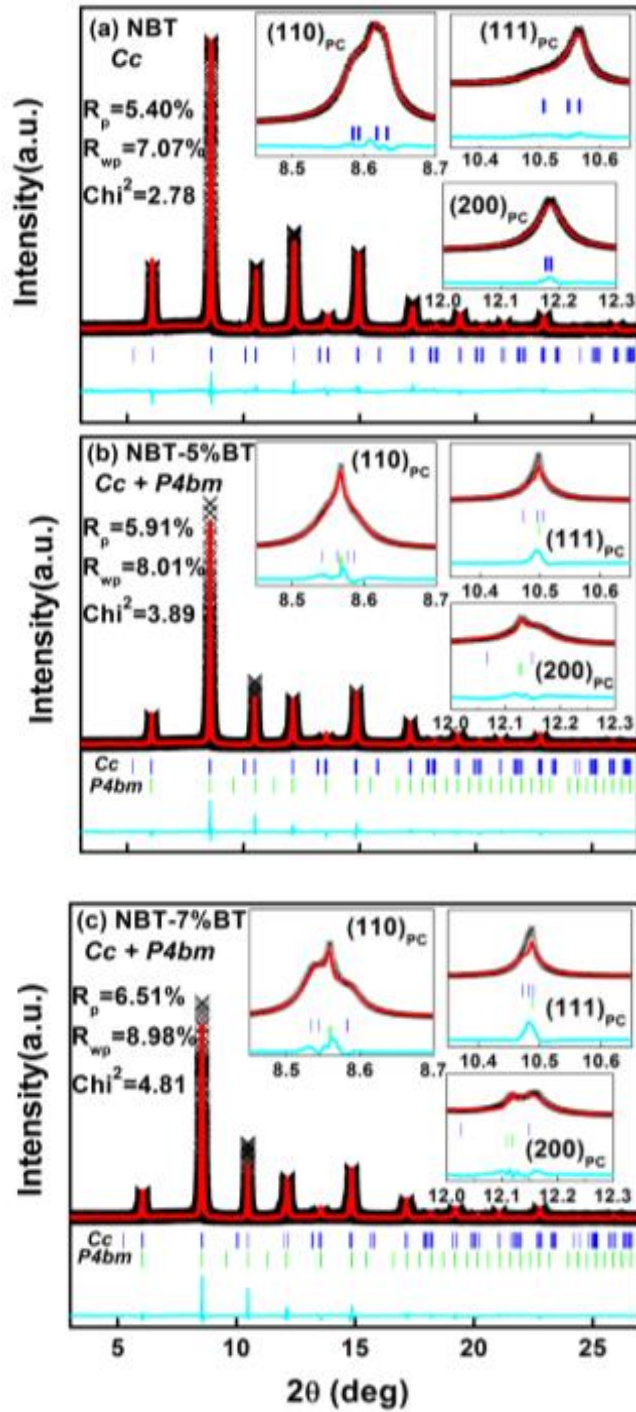 (a) NBT
Cc
R_p=5.40%
R_wp=7.07%
Chi²=2.78
Intensity(a.u.)
(110)_PC
8.5 8.6 8.7
(111)_PC
10.4 10.5 10.6
(200)_PC
12.0 12.1 12.2 12.3
(b) NBT-5%BT
Cc + P4bm
R_p=5.91%
R_wp=8.01%
Chi²=3.89
Intensity(a.u.)
(110)_PC
8.5 8.6 8.7
(111)_PC
10.4 10.5 10.6
(200)_PC
12.0 12.1 12.2 12.3
Cc
P4bm
(c) NBT-7%BT
Cc + P4bm
R_p=6.51%
R_wp=8.98%
Chi²=4.81
Intensity(a.u.)
(110)_PC
8.5 8.6 8.7
(111)_PC
10.4 10.5 10.6
(200)_PC
12.0 12.1 12.2 12.3
Cc
P4bm
5 10 15 20 25
2θ (deg)